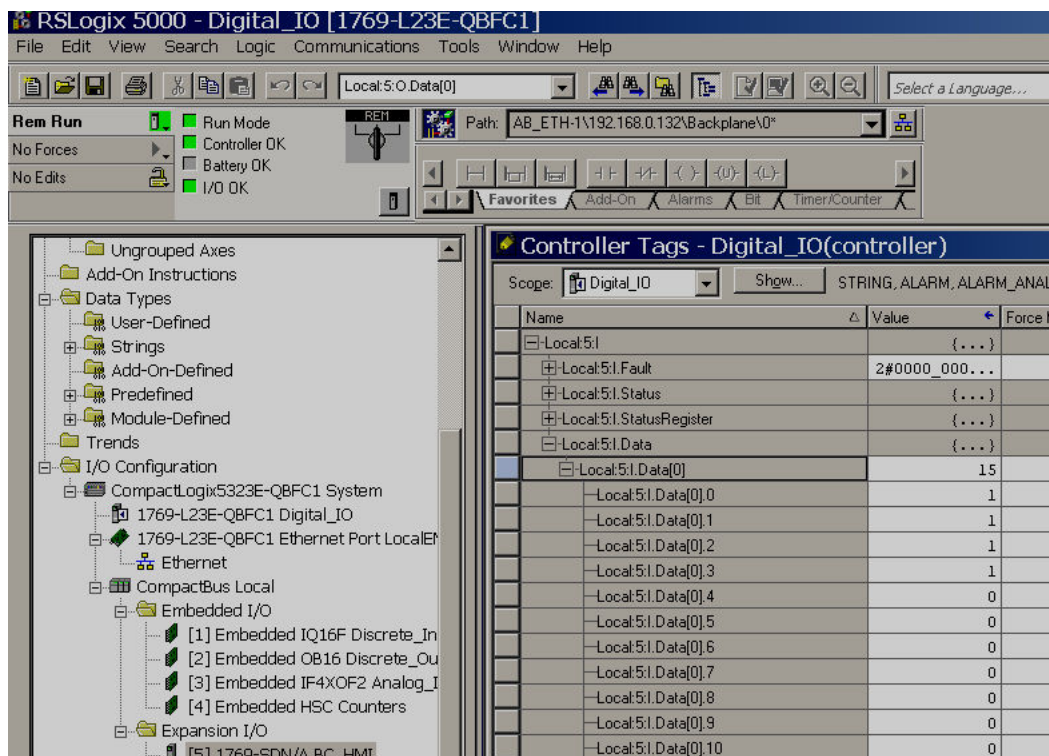 RSLogix 5000 - Digital_IO [1769-L23E-QBFC1]
File Edit View Search Logic Communications Tools Window Help
Local:5:O.Data[0]
Select a Language...
Rem Run
Run Mode
REM
Path: AB_ETH-1\192.168.0.132\Backplane\0*
No Forces
Controller OK
Battery OK
No Edits
I/O OK
Favorites Add-On Alarms Bit Timer/Counter
Ungrouped Axes
Add-On Instructions
Data Types
User-Defined
Strings
Add-On-Defined
Predefined
Module-Defined
Trends
I/O Configuration
CompactLogix5323E-QBFC1 System
1769-L23E-QBFC1 Digital_IO
1769-L23E-QBFC1 Ethernet Port LocalEN
Ethernet
CompactBus Local
Embedded I/O
[1] Embedded IQ16F Discrete_In
[2] Embedded OB16 Discrete_Ou
[3] Embedded IF4XOF2 Analog_I
[4] Embedded HSC Counters
Expansion I/O
[5] 1769-SDN/A BC_HMI
Controller Tags - Digital_IO(controller)
Scope: Digital_IO Show... STRING, ALARM, ALARM_ANAL
Name Value Force
Local:5:I {...}
Local:5:I.Fault 2#0000_000...
Local:5:I.Status {...}
Local:5:I.StatusRegister {...}
Local:5:I.Data {...}
Local:5:I.Data[0] 15
Local:5:I.Data[0].0 1
Local:5:I.Data[0].1 1
Local:5:I.Data[0].2 1
Local:5:I.Data[0].3 1
Local:5:I.Data[0].4 0
Local:5:I.Data[0].5 0
Local:5:I.Data[0].6 0
Local:5:I.Data[0].7 0
Local:5:I.Data[0].8 0
Local:5:I.Data[0].9 0
Local:5:I.Data[0].10 0